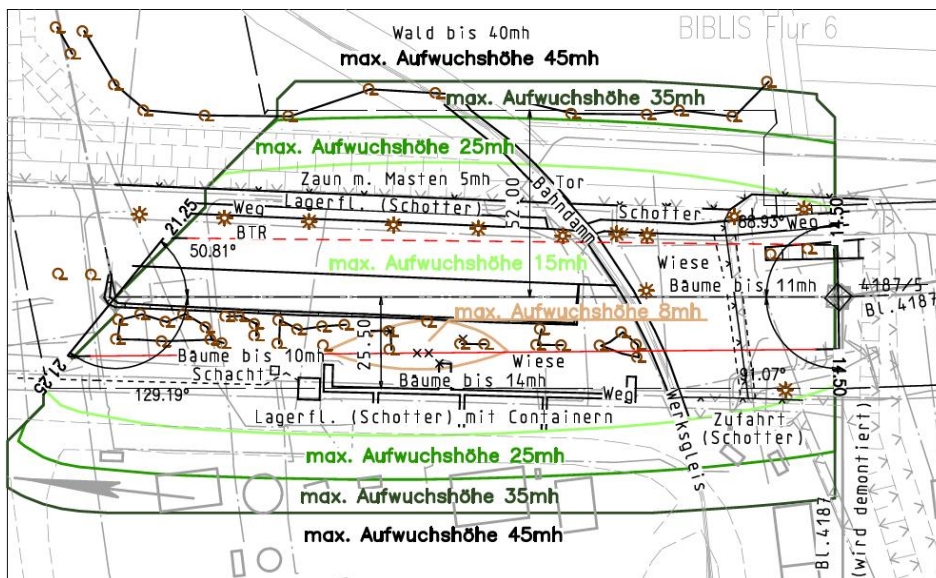 BIBLIS Flur 6
Wald bis 40mh
max. Aufwuchshöhe 45mh
max. Aufwuchshöhe 35mh
max. Aufwuchshöhe 25mh
Zaun m. Masten 5mh
Tor
Lagerfl. (Schotter)
Weg
Bahndamm
52.00
Schotter
21.25
BTR
50.81°
68.93°
Weg
14.50
max. Aufwuchshöhe 15mh
Wiese
Bäume bis 11mh
4187/5
Bl. 4187
max. Aufwuchshöhe 8mh
25.50
Bäume bis 10mh
Wiese
Schacht
Bäume bis 14mh
21.25
129.19°
Weg
91.07°
14.50
Lagerfl. (Schotter) mit Containern
Werksgleis
Zufahrt
(Schotter)
max. Aufwuchshöhe 25mh
max. Aufwuchshöhe 35mh
max. Aufwuchshöhe 45mh
Bl.4187
(wird demontiert)